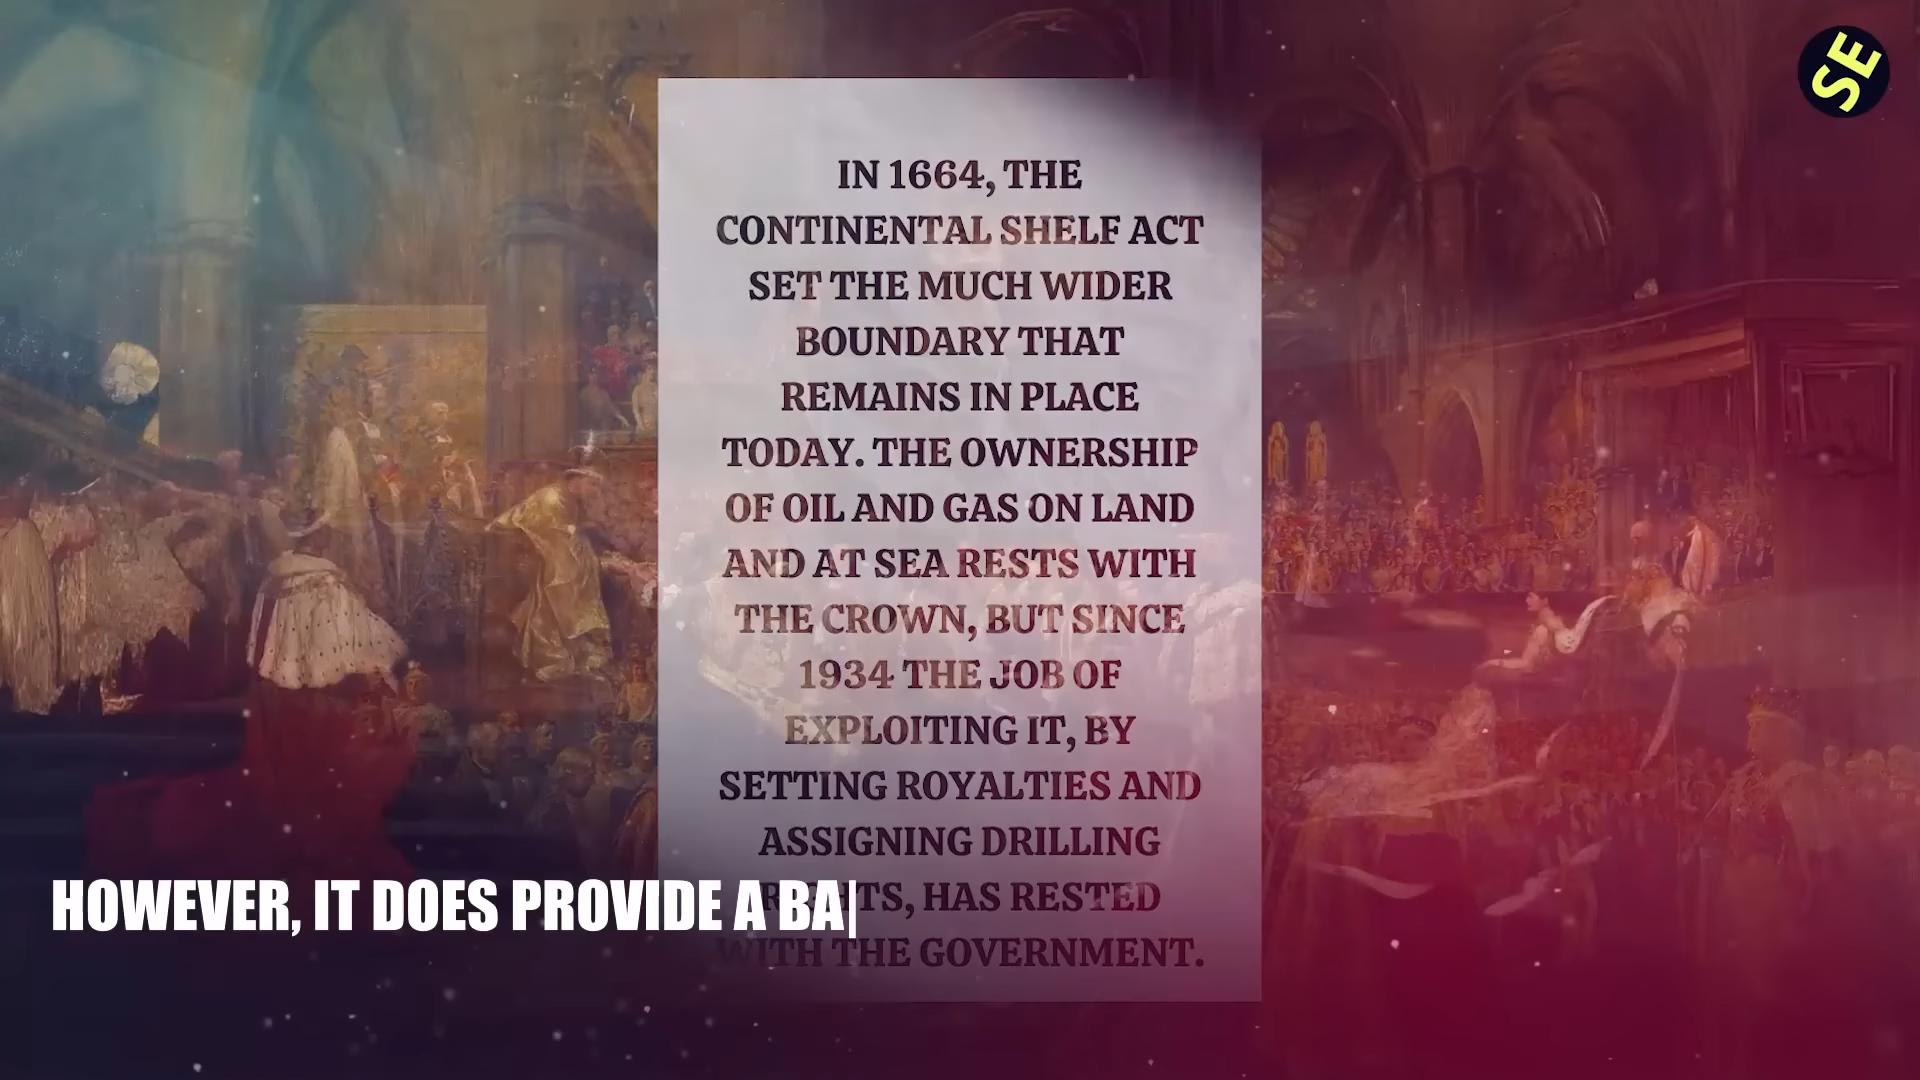 SE
IN 1664, THE
CONTINENTAL SHELF ACT
SET THE MUCH WIDER
BOUNDARY THAT
REMAINS IN PLACE
TODAY. THE OWNERSHIP
OF OIL AND GAS ON LAND
AND AT SEA RESTS WITH
THE CROWN, BUT SINCE
1934 THE JOB OF
EXPLOITING IT, BY
SETTING ROYALTIES AND
ASSIGNING DRILLING
RIGHTS, HAS RESTED
WITH THE GOVERNMENT.
HOWEVER, IT DOES PROVIDE A BA